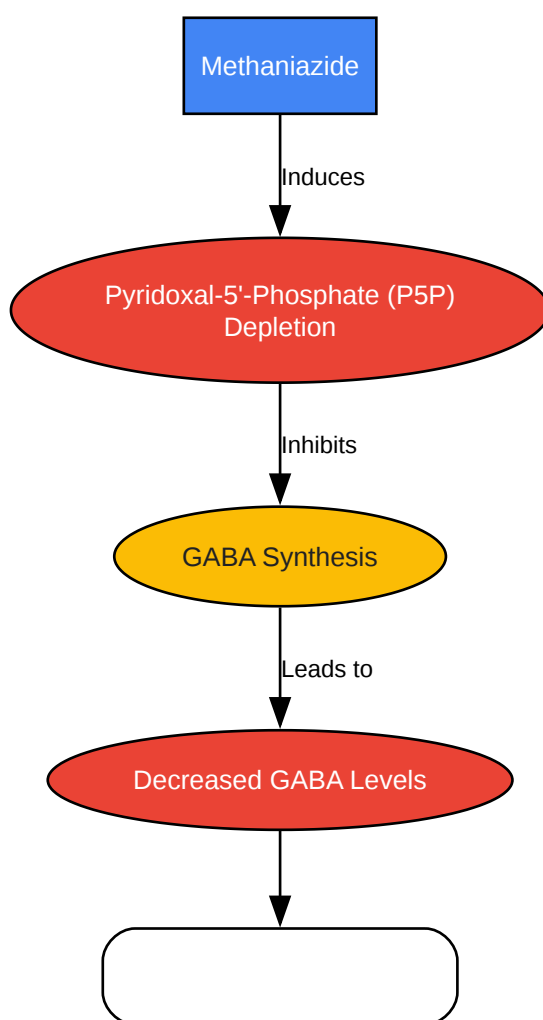 Methaniazide
Induces
Pyridoxal-5'-Phosphate (P5P)
Depletion
Inhibits
GABA Synthesis
Leads to
Decreased GABA Levels